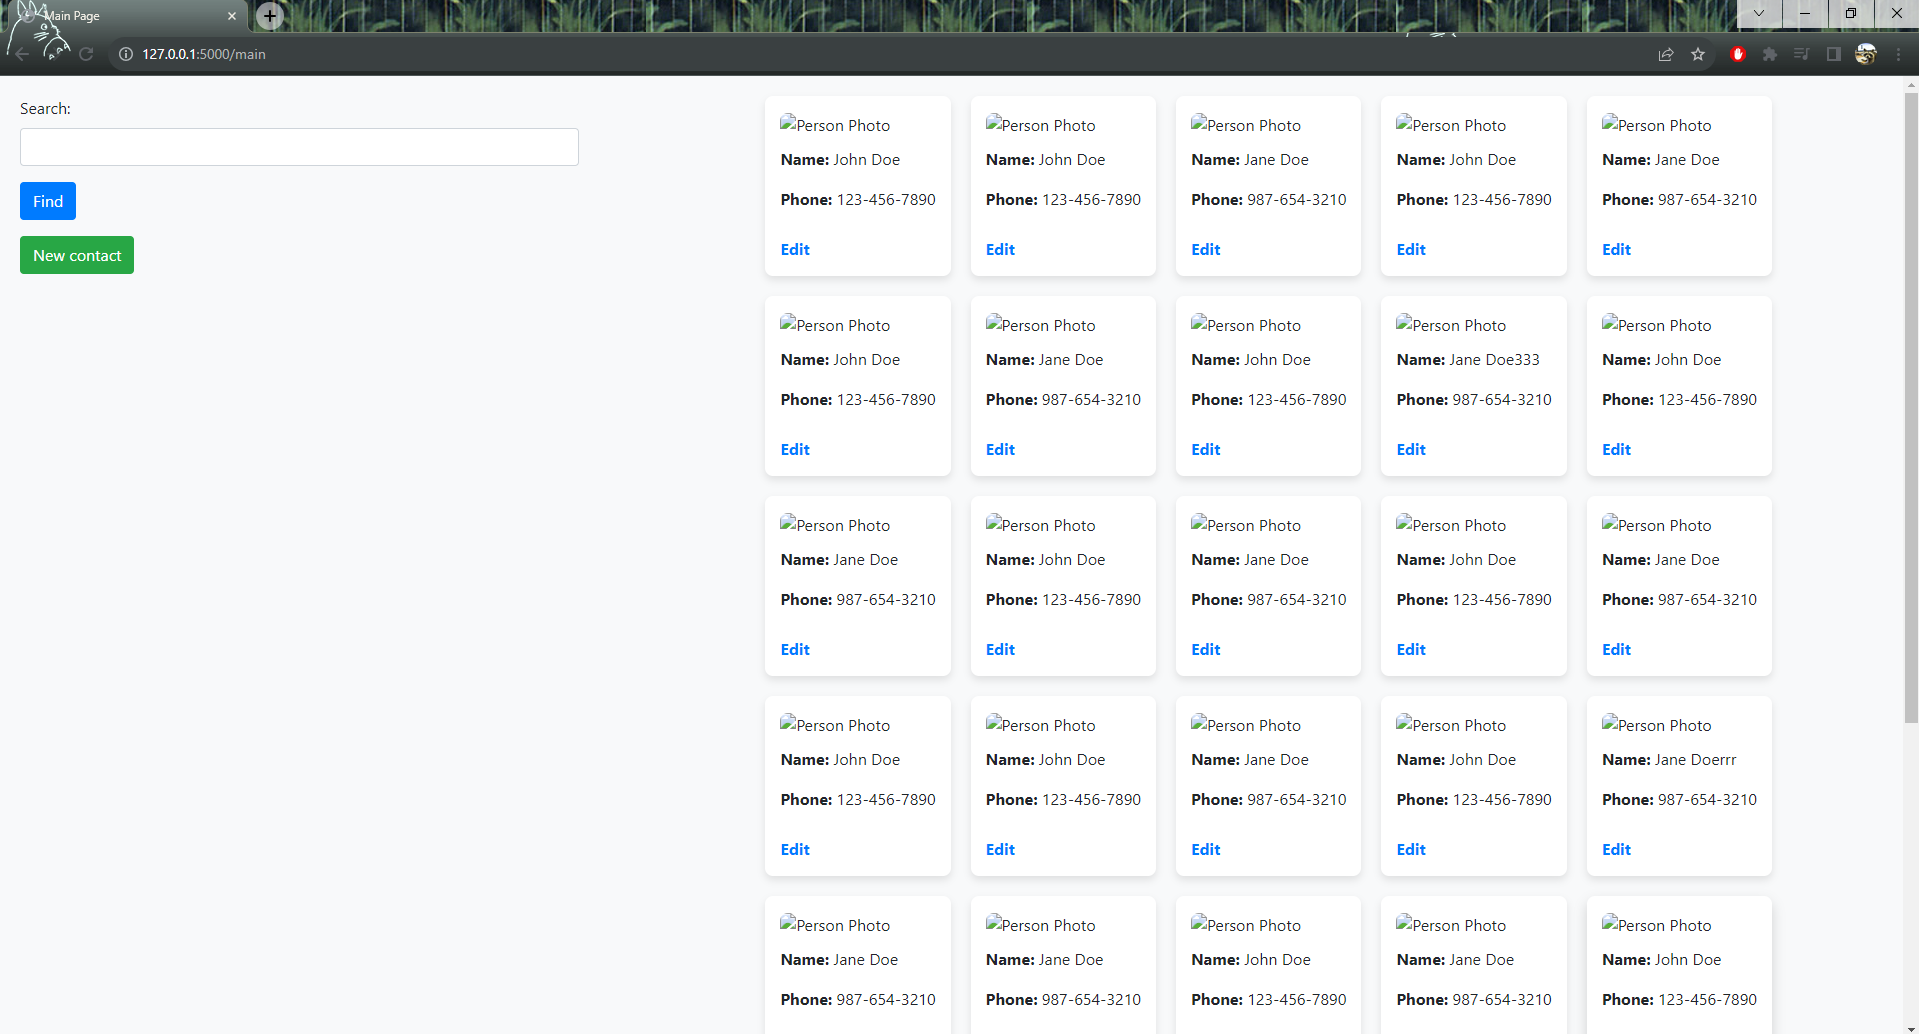 Main Page
127.0.0.1:5000/main
Search:
Find
New contact
Person Photo Person Photo Person Photo Person Photo Person Photo
Name: John Doe Name: John Doe Name: Jane Doe Name: John Doe Name: Jane Doe
Phone: 123-456-7890 Phone: 123-456-7890 Phone: 987-654-3210 Phone: 123-456-7890 Phone: 987-654-3210
Edit Edit Edit Edit Edit
Person Photo Person Photo Person Photo Person Photo Person Photo
Name: John Doe Name: Jane Doe Name: John Doe Name: Jane Doe333 Name: John Doe
Phone: 123-456-7890 Phone: 987-654-3210 Phone: 123-456-7890 Phone: 987-654-3210 Phone: 123-456-7890
Edit Edit Edit Edit Edit
Person Photo Person Photo Person Photo Person Photo Person Photo
Name: Jane Doe Name: John Doe Name: Jane Doe Name: John Doe Name: Jane Doe
Phone: 987-654-3210 Phone: 123-456-7890 Phone: 987-654-3210 Phone: 123-456-7890 Phone: 987-654-3210
Edit Edit Edit Edit Edit
Person Photo Person Photo Person Photo Person Photo Person Photo
Name: John Doe Name: John Doe Name: Jane Doe Name: John Doe Name: Jane Doerrr
Phone: 123-456-7890 Phone: 123-456-7890 Phone: 987-654-3210 Phone: 123-456-7890 Phone: 987-654-3210
Edit Edit Edit Edit Edit
Person Photo Person Photo Person Photo Person Photo Person Photo
Name: Jane Doe Name: Jane Doe Name: John Doe Name: Jane Doe Name: John Doe
Phone: 987-654-3210 Phone: 987-654-3210 Phone: 123-456-7890 Phone: 987-654-3210 Phone: 123-456-7890